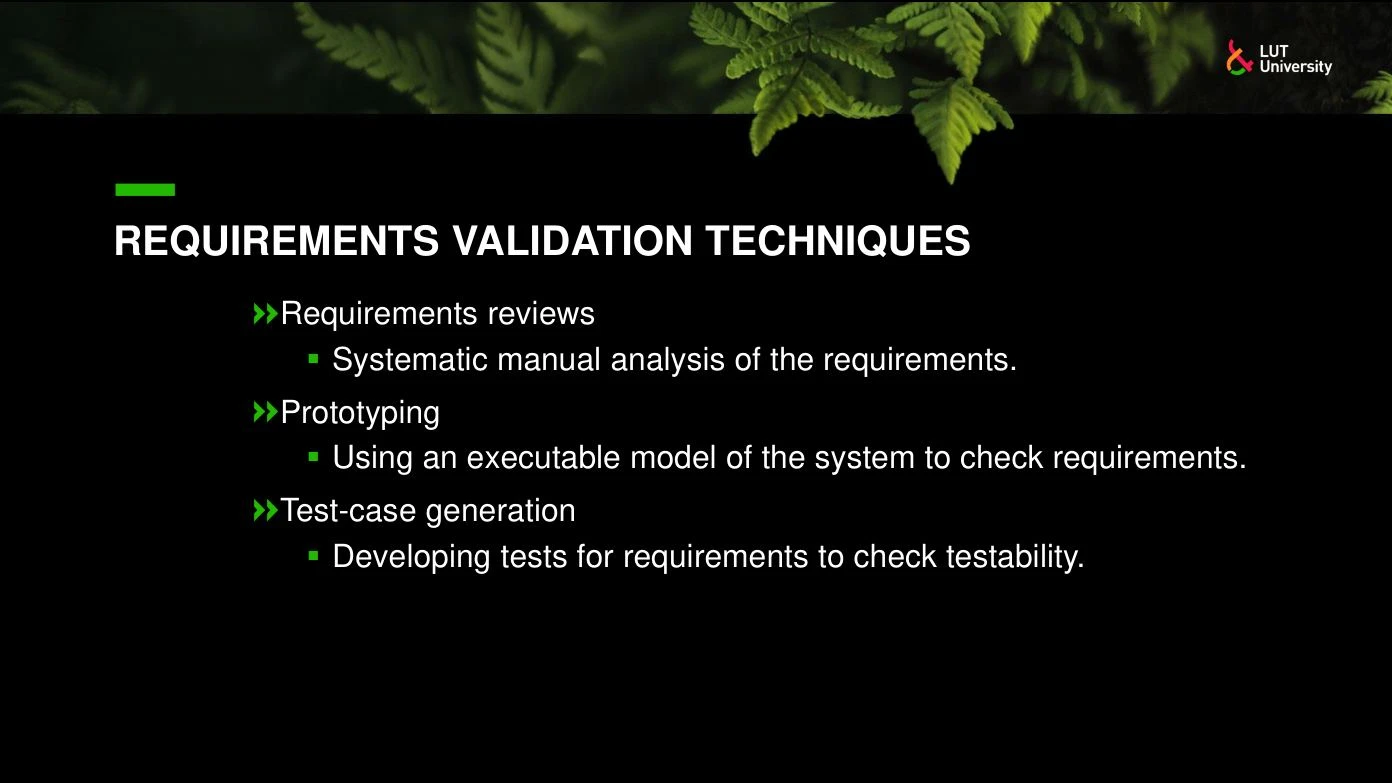 LUT
University
REQUIREMENTS VALIDATION TECHNIQUES
Requirements reviews
Systematic manual analysis of the requirements.
Prototyping
Using an executable model of the system to check requirements.
Test-case generation
Developing tests for requirements to check testability.